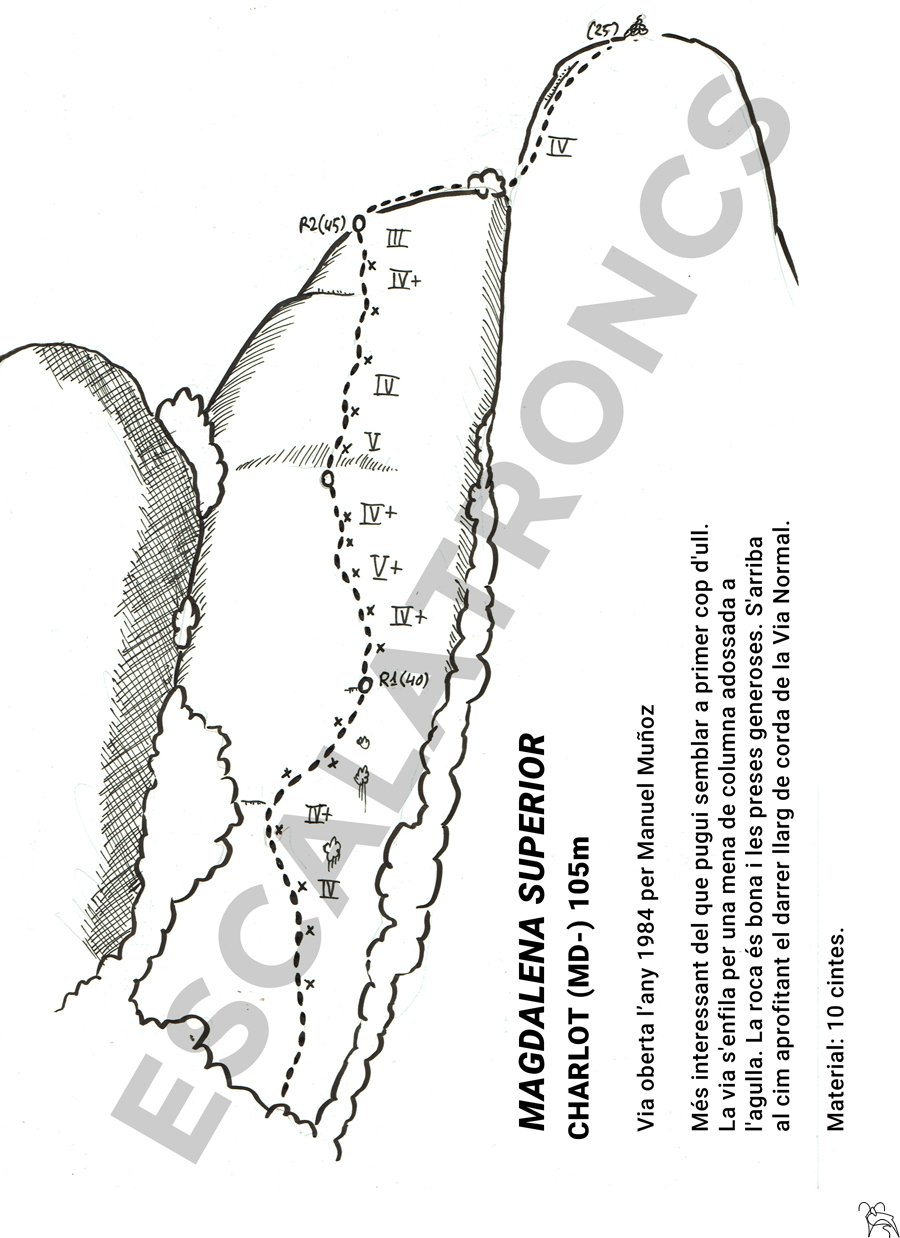 MAGDALENA SUPERIOR
CHARLOT (MD-) 105m
Via oberta l'any 1984 per Manuel Muñoz
Més interessant del que pugui semblar a primer cop d'ull.
La via s'enfila per una mena de columna adossada a
l'agulla. La roca és bona i les preses generoses. S'arriba
al cim aprofitant el darrer llarg de corda de la Via Normal.
Material: 10 cintes.
(25)
IV
R2(45)
III
IV+
IV
V
IV+
V+
IV+
R1(40)
IV+
IV
ESCALATRONCS